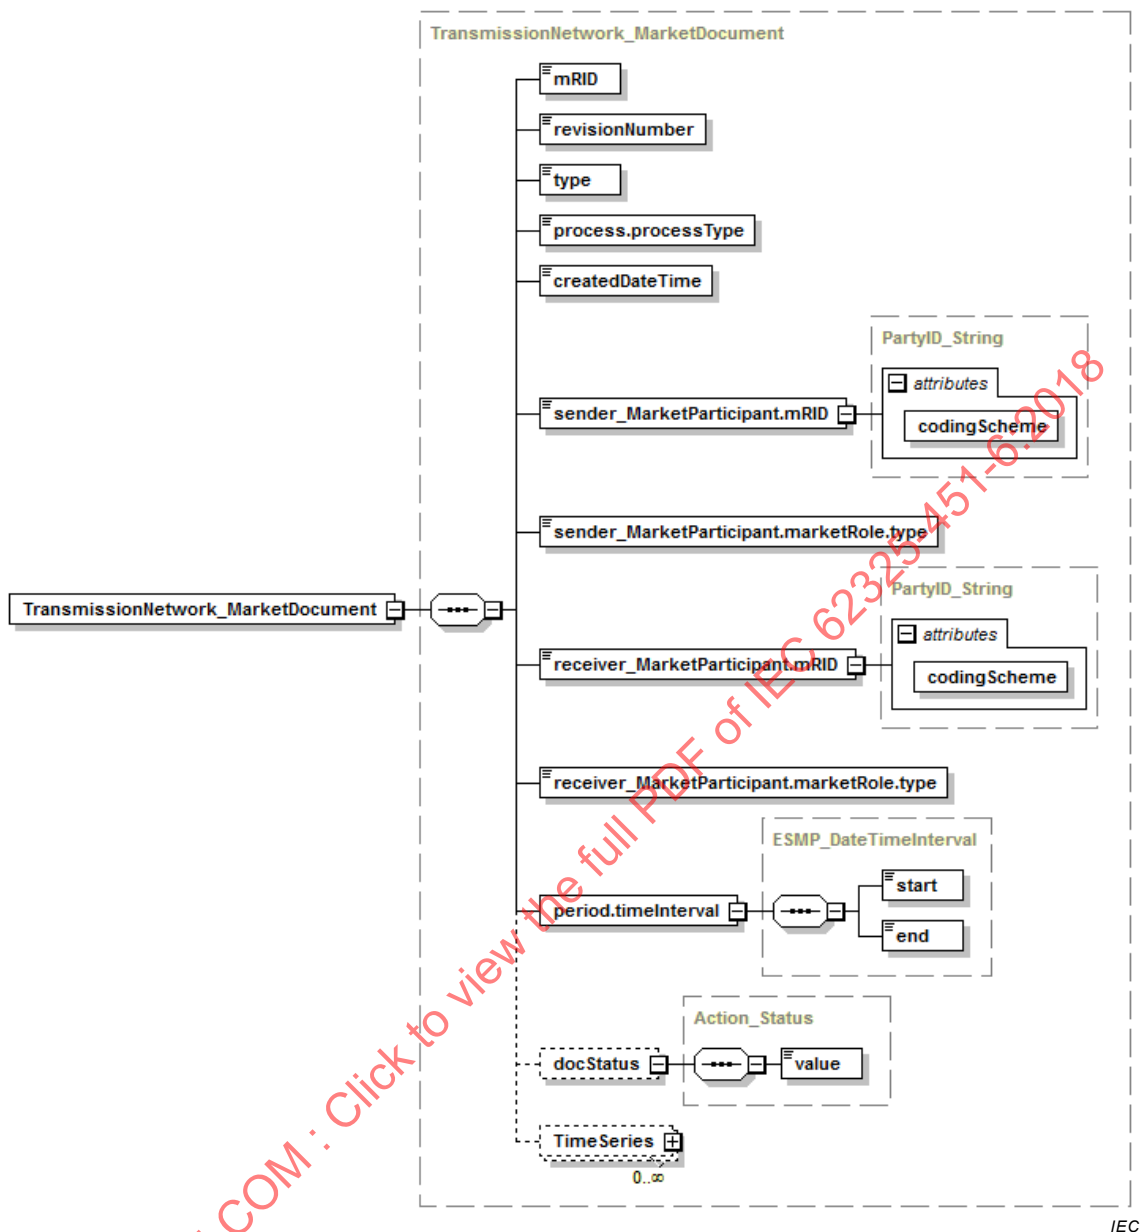 TransmissionNetwork_MarketDocument
mRID
revisionNumber
type
process.processType
createdDateTime
PartyID_String
attributes
sender_MarketParticipant.mRID
codingScheme
sender_MarketParticipant.marketRole.type
PartyID_String
TransmissionNetwork_MarketDocument
attributes
receiver_MarketParticipant.mRID
codingScheme
receiver_MarketParticipant.marketRole.type
ESMP_DateTimeInterval
start
period.timeInterval
end
Action_Status
docStatus
value
TimeSeries
0..∞
IEC
.COM : Click to view the full PDF of IEC 62325-451-6:2018